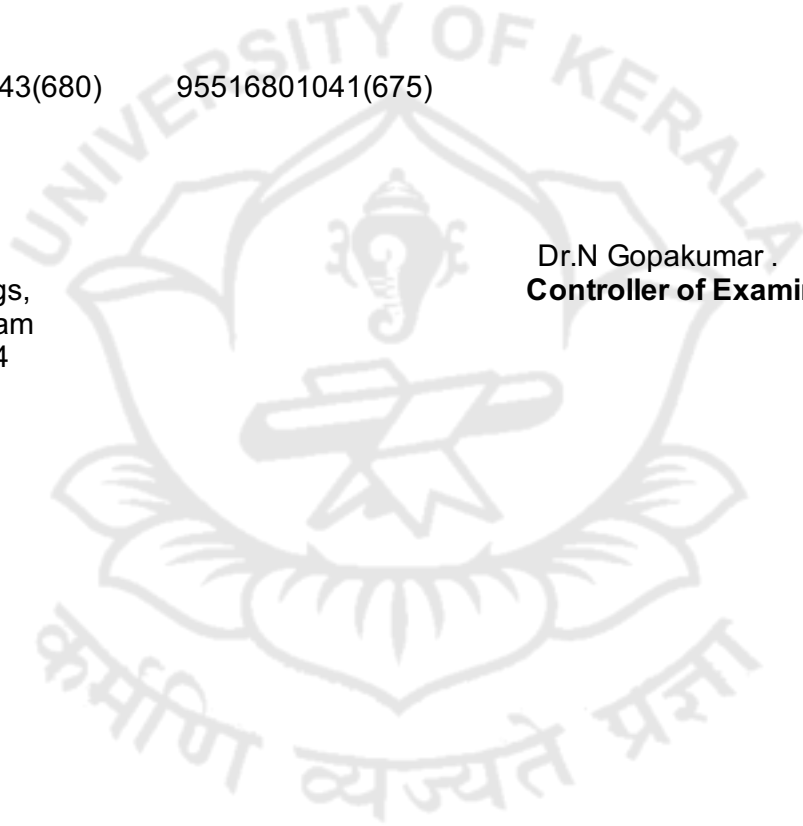 UNIVERSITY OF KERALA
43(680) 95516801041(675)
Dr.N Gopakumar .
gs, Controller of Examin
am
4
कर्मणि व्यज्यते प्रज्ञा